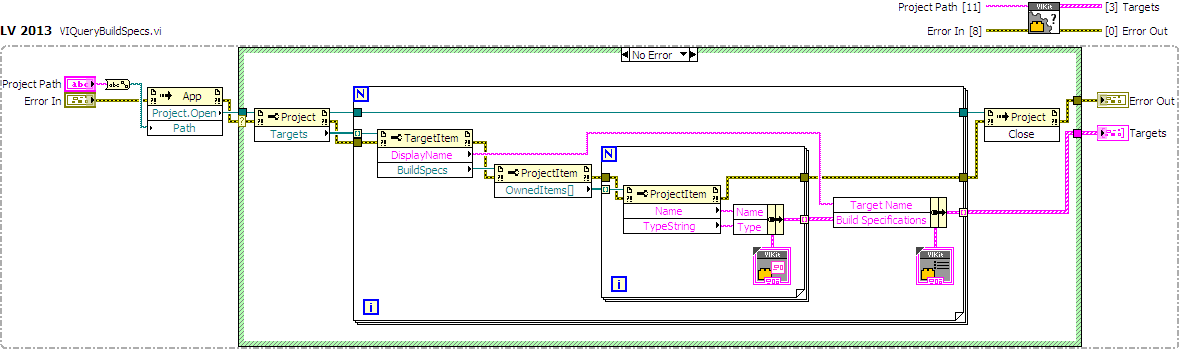 Project Path [11]
VIKit
?
[3] Targets
Error In [8]
[0] Error Out
LV 2013 VIQueryBuildSpecs.vi
No Error
Project Path
abc
Error In
App
Project.Open
Path
?
N
Project
Targets
TargetItem
DisplayName
BuildSpecs
ProjectItem
OwnedItems[]
N
ProjectItem
Name
TypeString
Name
Type
VIKit
i
Target Name
Build Specifications
VIKit
i
Project
Close
Error Out
Targets